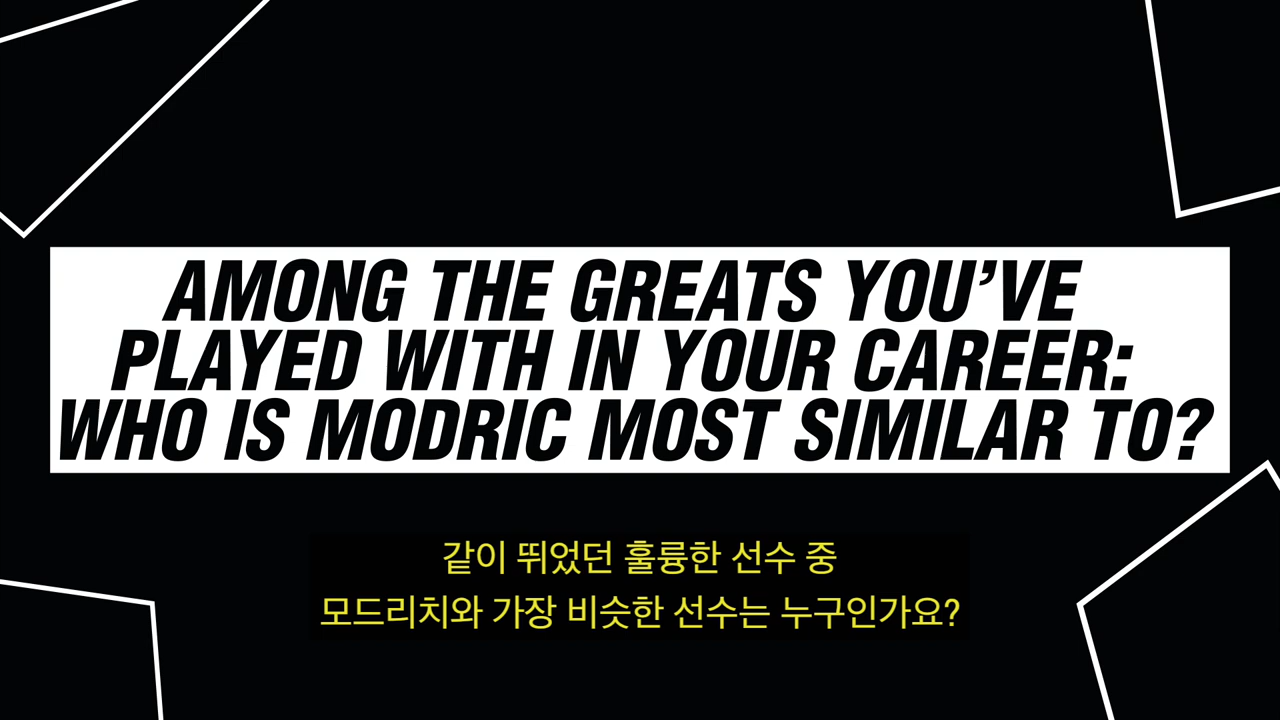 AMONG THE GREATS YOU’VE
PLAYED WITH IN YOUR CAREER:
WHO IS MODRIC MOST SIMILAR TO?
같이 뛰었던 훌륭한 선수 중
모드리치와 가장 비슷한 선수는 누구인가요?